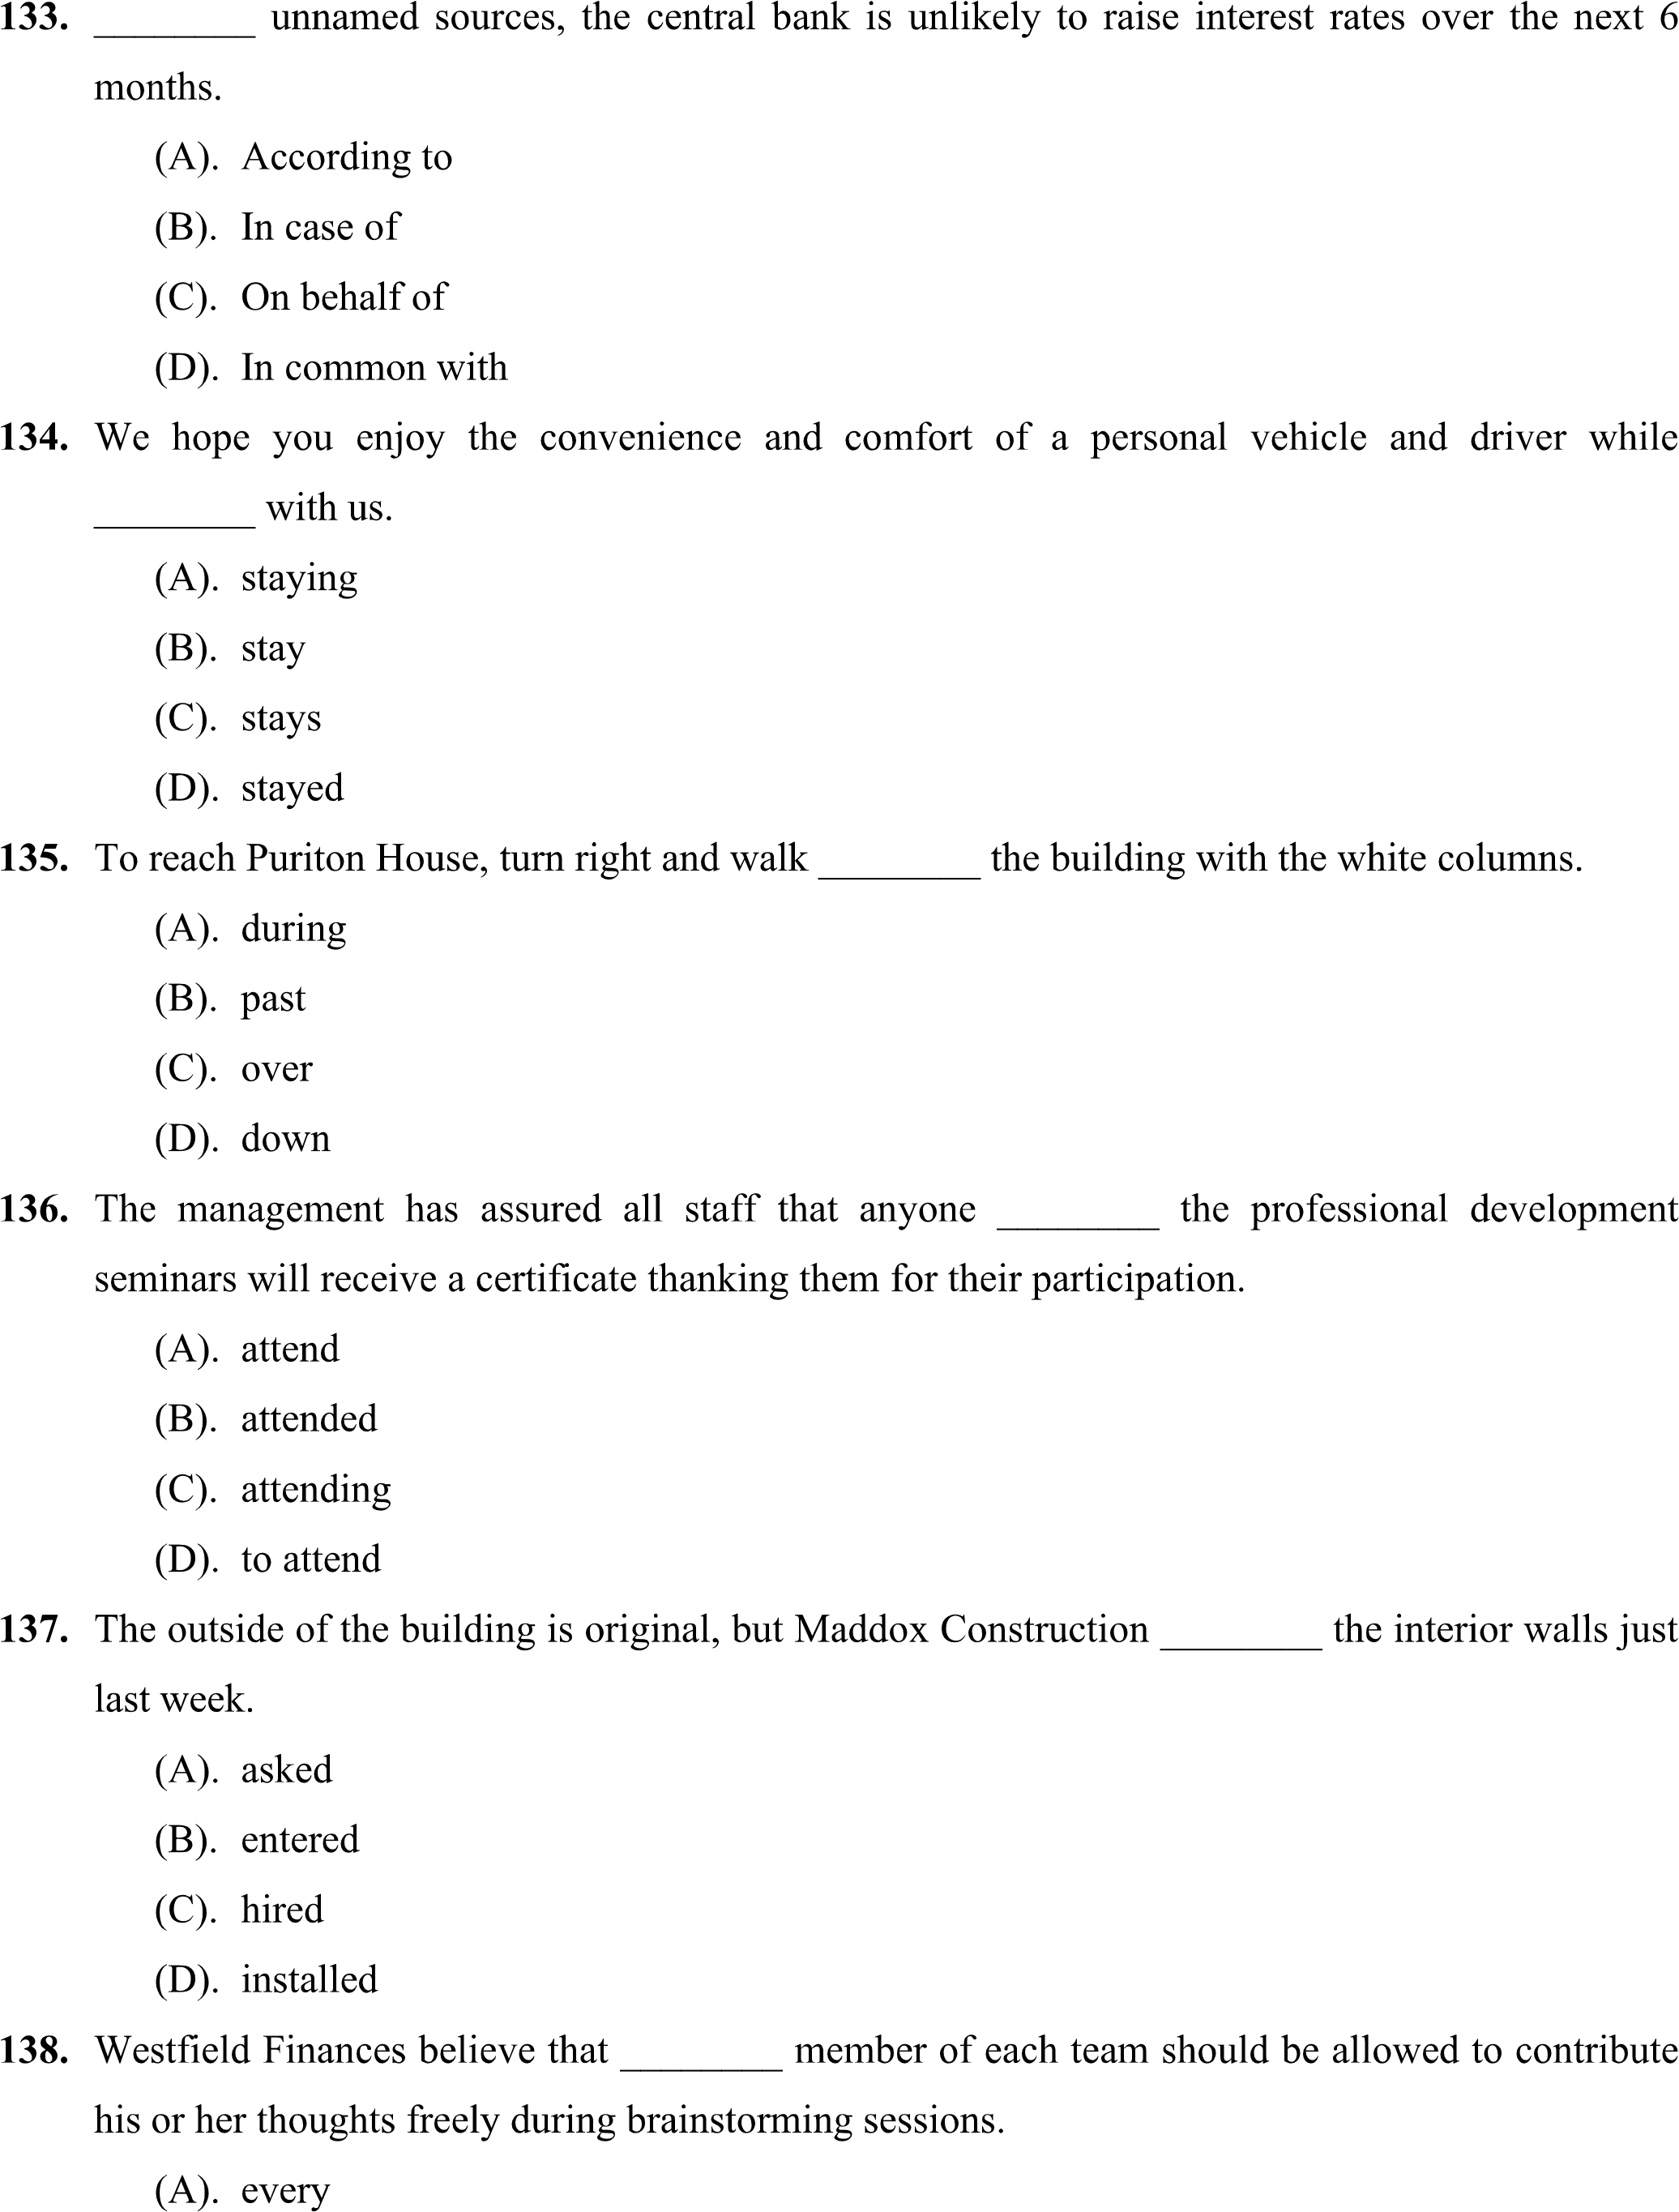 133. ________ unnamed sources, the central bank is unlikely to raise interest rates over the next 6
months.
(A). According to
(B). In case of
(C). On behalf of
(D). In common with
134. We hope you enjoy the convenience and comfort of a personal vehicle and driver while
________ with us.
(A). staying
(B). stay
(C). stays
(D). stayed
135. To reach Puriton House, turn right and walk ________ the building with the white columns.
(A). during
(B). past
(C). over
(D). down
136. The management has assured all staff that anyone ________ the professional development
seminars will receive a certificate thanking them for their participation.
(A). attend
(B). attended
(C). attending
(D). to attend
137. The outside of the building is original, but Maddox Construction ________ the interior walls just
last week.
(A). asked
(B). entered
(C). hired
(D). installed
138. Westfield Finances believe that ________ member of each team should be allowed to contribute
his or her thoughts freely during brainstorming sessions.
(A). every